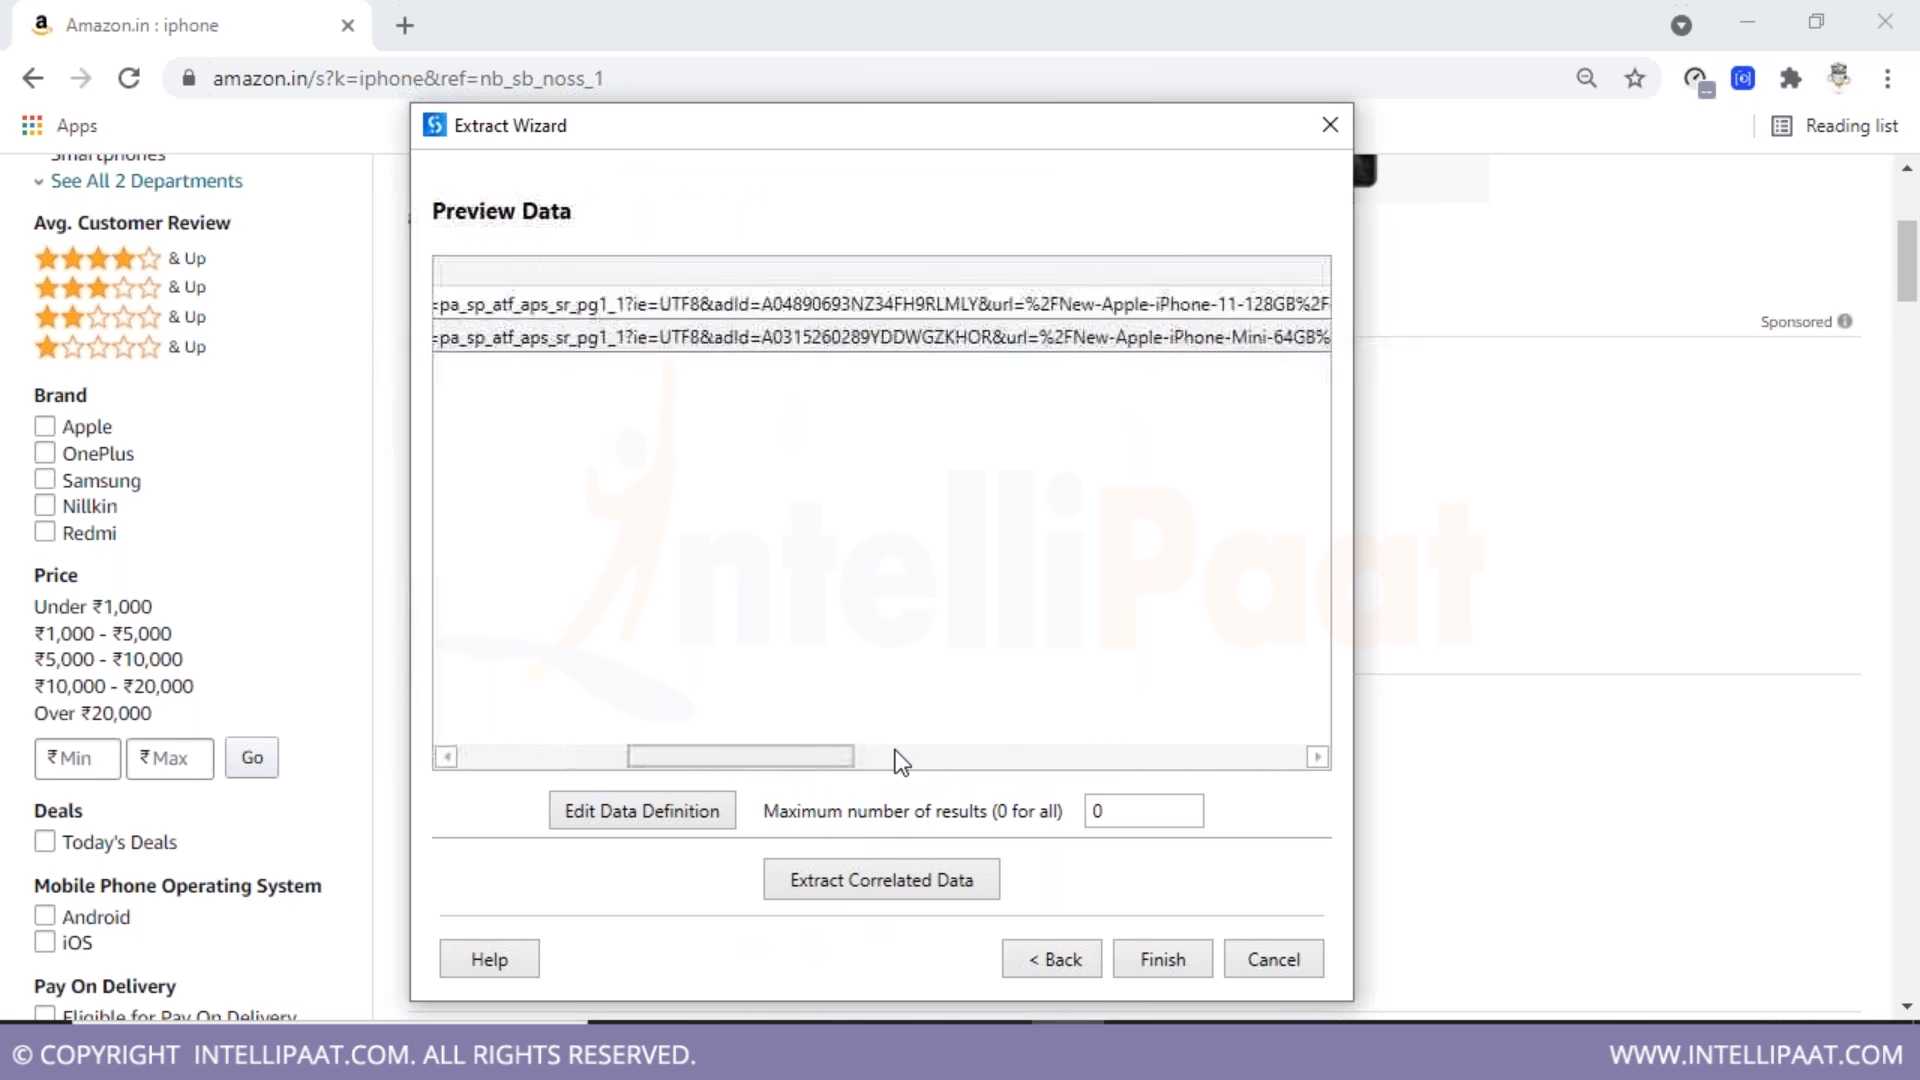 a Amazon.in : iphone
amazon.in/s?k=iphone&ref=nb_sb_noss_1
Apps
Reading list
Smartphones
See All 2 Departments
Avg. Customer Review
& Up
& Up
& Up
& Up
Brand
Apple
OnePlus
Samsung
Nillkin
Redmi
Price
Under ₹1,000
₹1,000 - ₹5,000
₹5,000 - ₹10,000
₹10,000 - ₹20,000
Over ₹20,000
₹ Min ₹ Max Go
Deals
Today's Deals
Mobile Phone Operating System
Android
iOS
Pay On Delivery
Eligible for Pay On Delivery
Extract Wizard
Preview Data
=pa_sp_atf_aps_sr_pg1_1?ie=UTF8&adId=A04890693NZ34FH9RLMLY&url=%2FNew-Apple-iPhone-11-128GB%2F
=pa_sp_atf_aps_sr_pg1_1?ie=UTF8&adId=A0315260289YDDWGZKHOR&url=%2FNew-Apple-iPhone-Mini-64GB%
Edit Data Definition Maximum number of results (0 for all) 0
Extract Correlated Data
Help < Back Finish Cancel
Sponsored
IntelliPaat
© COPYRIGHT INTELLIPAAT.COM. ALL RIGHTS RESERVED.
WWW.INTELLIPAAT.COM